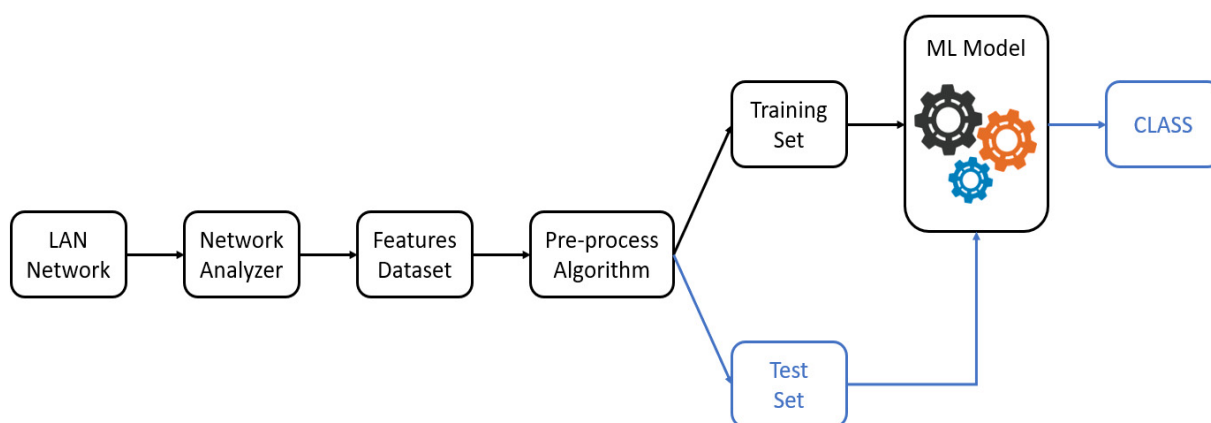 LAN
Network
Network
Analyzer
Features
Dataset
Pre-process
Algorithm
Training
Set
Test
Set
ML Model
CLASS